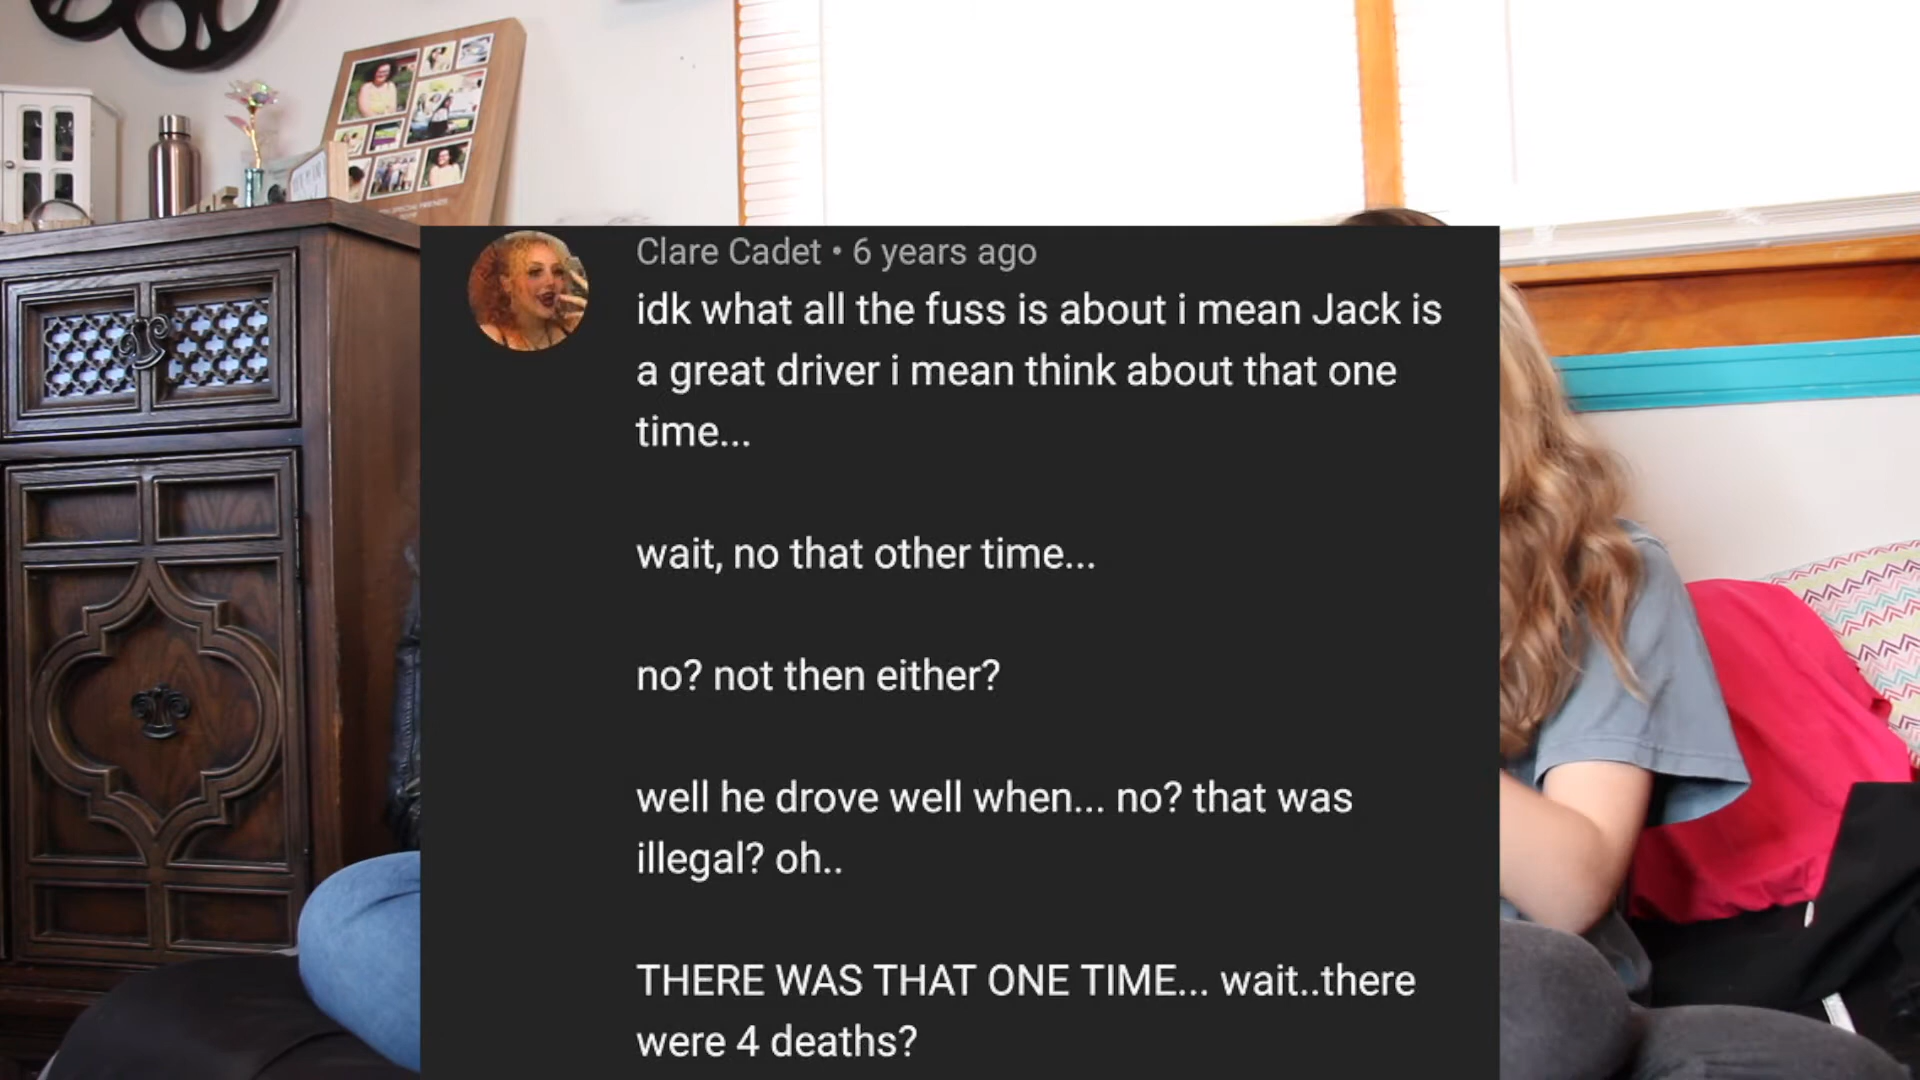 Clare Cadet • 6 years ago
idk what all the fuss is about i mean Jack is
a great driver i mean think about that one
time...
wait, no that other time...
no? not then either?
well he drove well when... no? that was
illegal? oh..
THERE WAS THAT ONE TIME... wait..there
were 4 deaths?